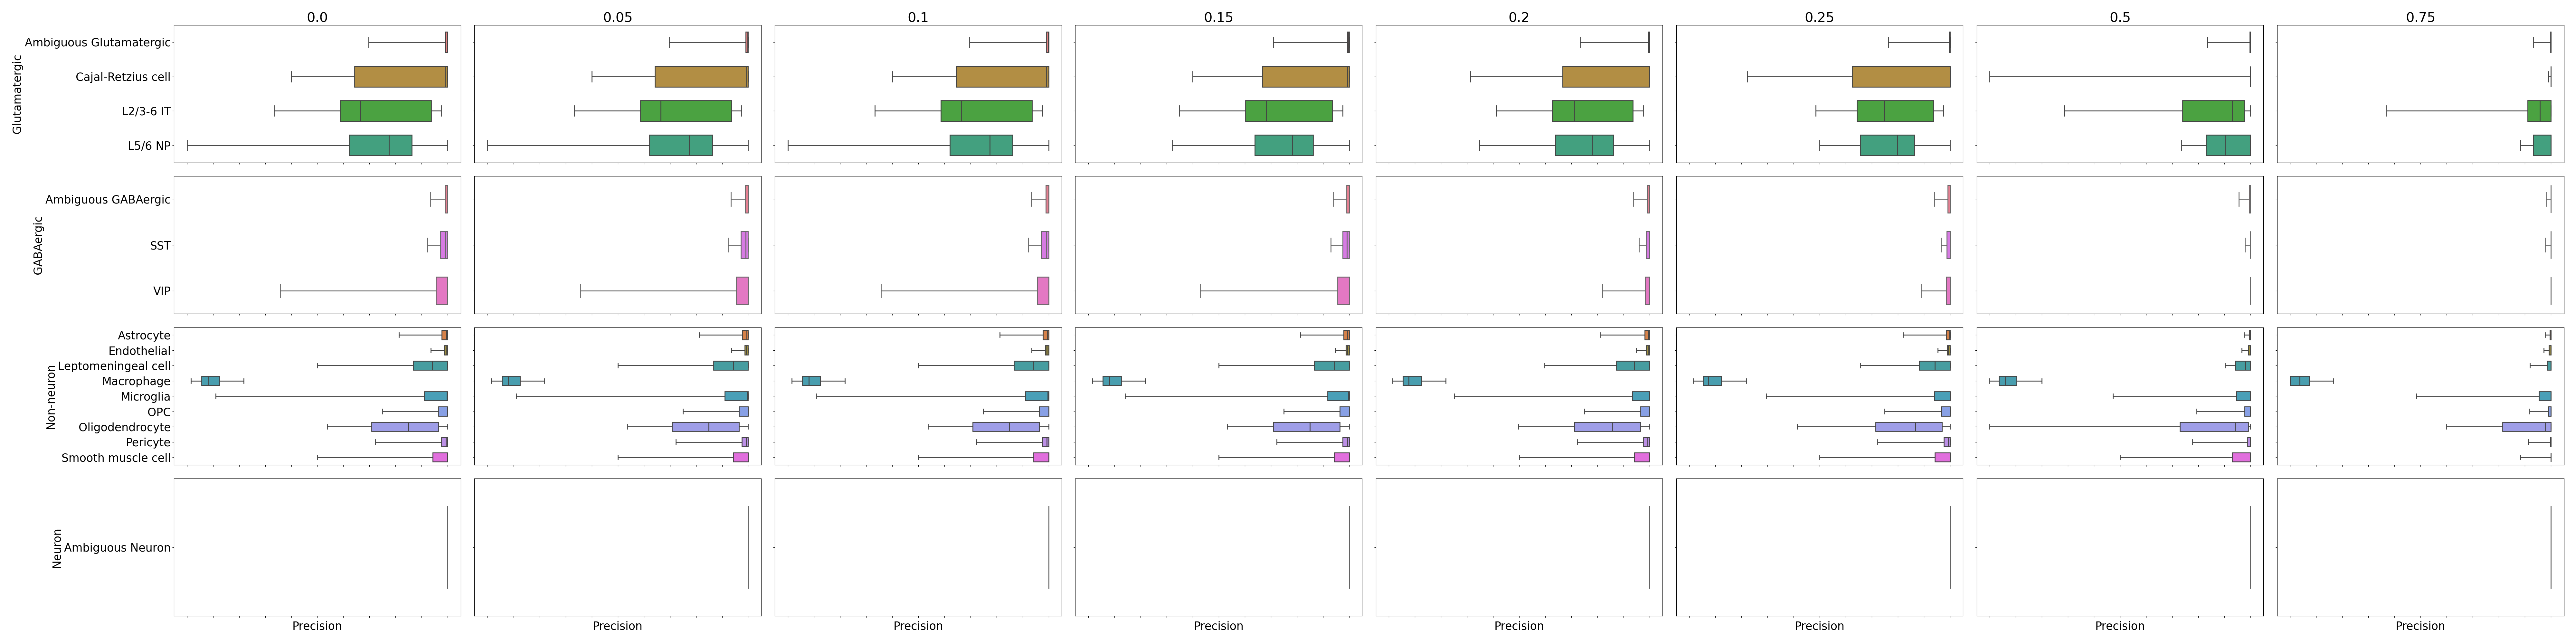 0.0 0.05 0.1 0.15 0.2 0.25 0.5 0.75
Glutamatergic
Ambiguous Glutamatergic
Cajal-Retzius cell
L2/3-6 IT
L5/6 NP
GABAergic
Ambiguous GABAergic
SST
VIP
Non-neuron
Astrocyte
Endothelial
Leptomeningeal cell
Macrophage
Microglia
OPC
Oligodendrocyte
Pericyte
Smooth muscle cell
Neuron
Ambiguous Neuron
Precision Precision Precision Precision Precision Precision Precision Precision